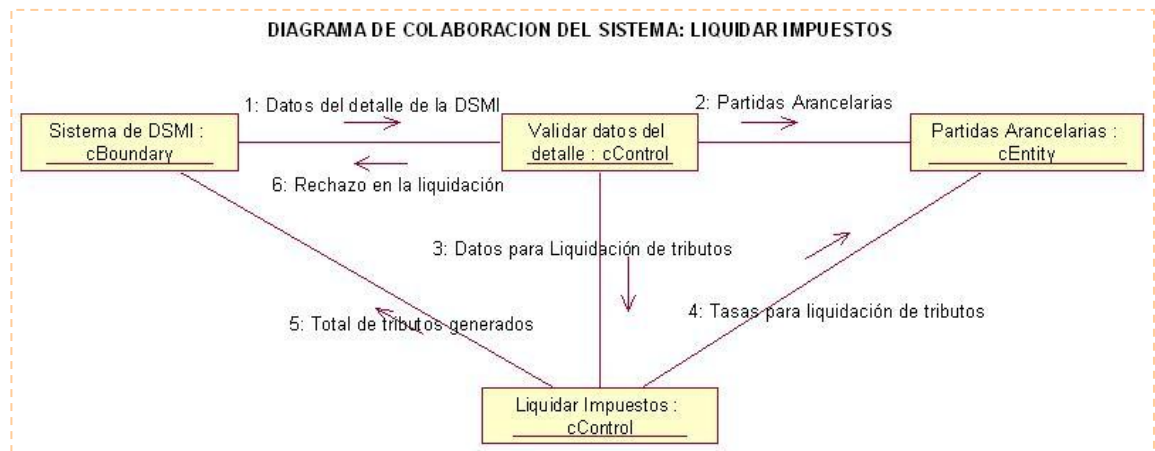 DIAGRAMA DE COLABORACION DEL SISTEMA: LIQUIDAR IMPUESTOS
1: Datos del detalle de la DSMI
2: Partidas Arancelarias
Sistema de DSMI :
cBoundary
Validar datos del
detalle : cControl
Partidas Arancelarias :
cEntity
6: Rechazo en la liquidación
3: Datos para Liquidación de tributos
5: Total de tributos generados
4: Tasas para liquidación de tributos
Liquidar Impuestos :
cControl